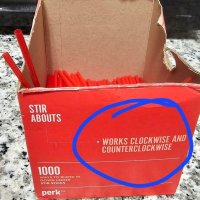 STIR
ABOUTS
• WORKS CLOCKWISE AND
COUNTERCLOCKWISE
1000
perk